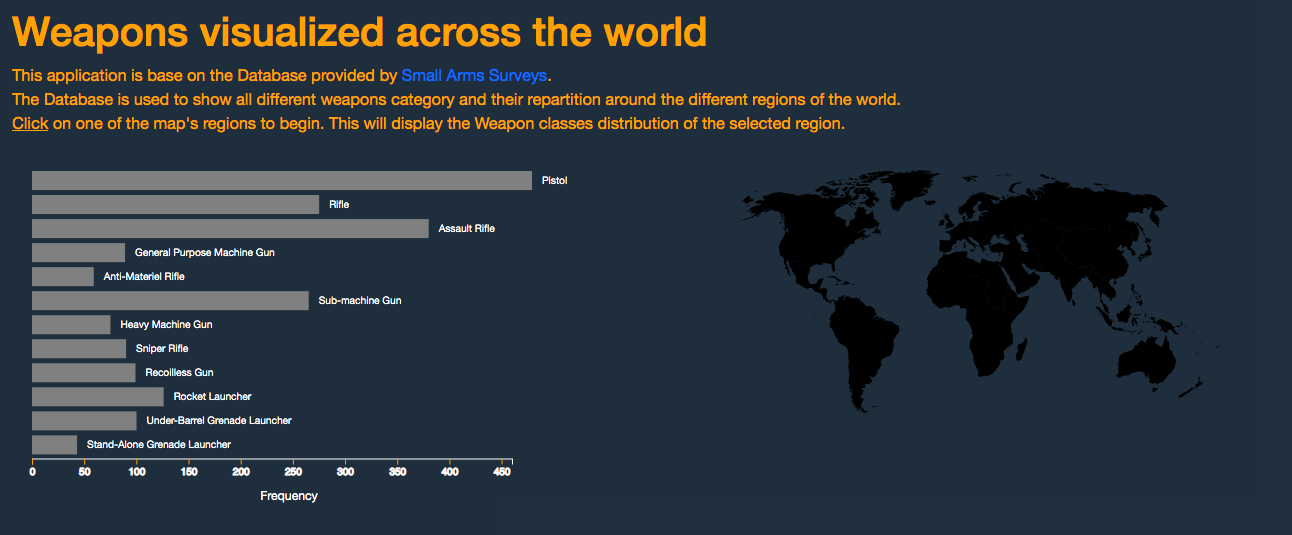 Weapons visualized across the world
This application is base on the Database provided by Small Arms Surveys.
The Database is used to show all different weapons category and their repartition around the different regions of the world.
Click on one of the map's regions to begin. This will display the Weapon classes distribution of the selected region.
Pistol
Rifle
Assault Rifle
General Purpose Machine Gun
Anti-Materiel Rifle
Sub-machine Gun
Heavy Machine Gun
Sniper Rifle
Recoilless Gun
Rocket Launcher
Under-Barrel Grenade Launcher
Stand-Alone Grenade Launcher
0 50 100 150 200 250 300 350 400 450
Frequency